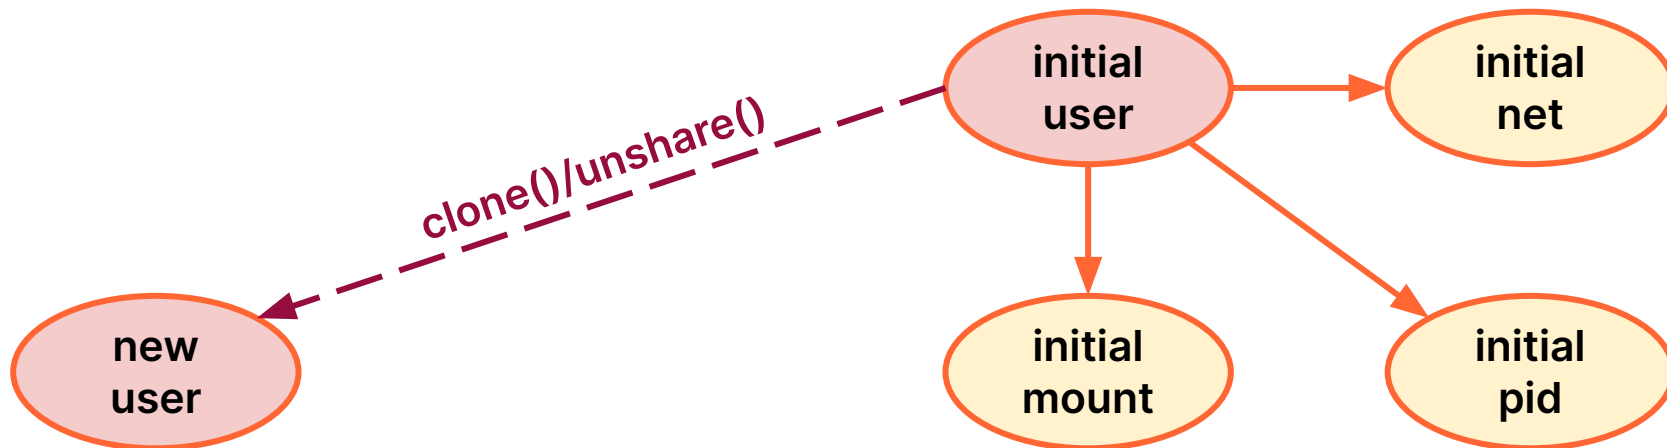 initial
user
initial
net
clone()/unshare()
new
user
initial
mount
initial
pid